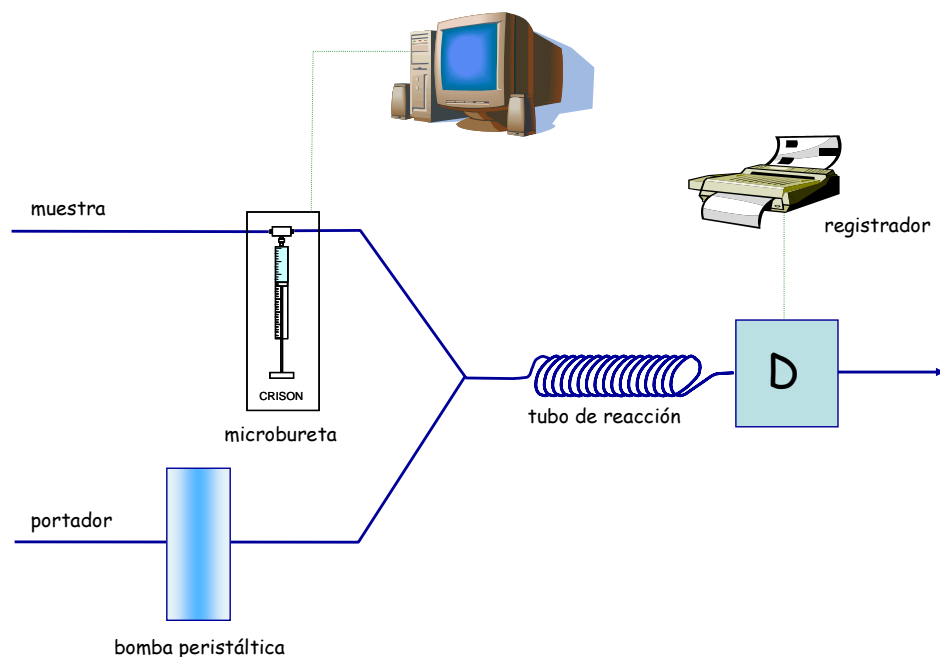 muestra
registrador
CRISON
microbureta
D
tubo de reacción
portador
bomba peristáltica